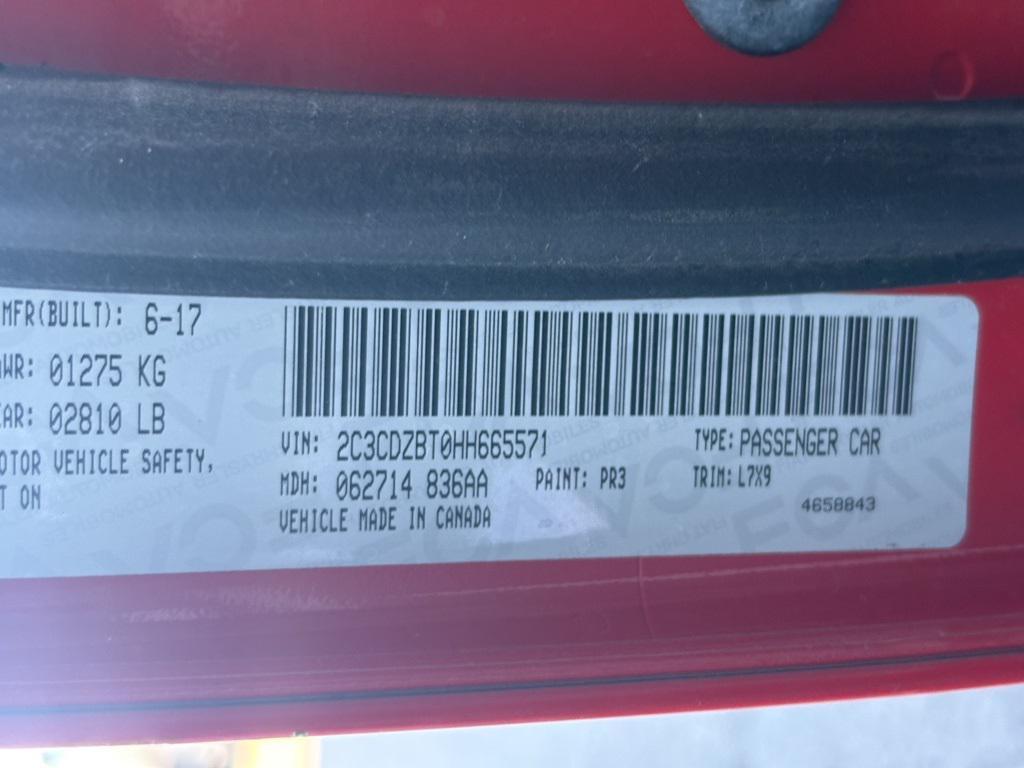 MFR(BUILT): 6-17
WR: 01275 KG
EAR: 02810 LB
OTOR VEHICLE SAFETY,
T ON
VIN: 2C3CDZBT0HH665571 TYPE: PASSENGER CAR
MDH: 062714 836AA PAINT: PR3 TRIM: L7X9
VEHICLE MADE IN CANADA 4658843